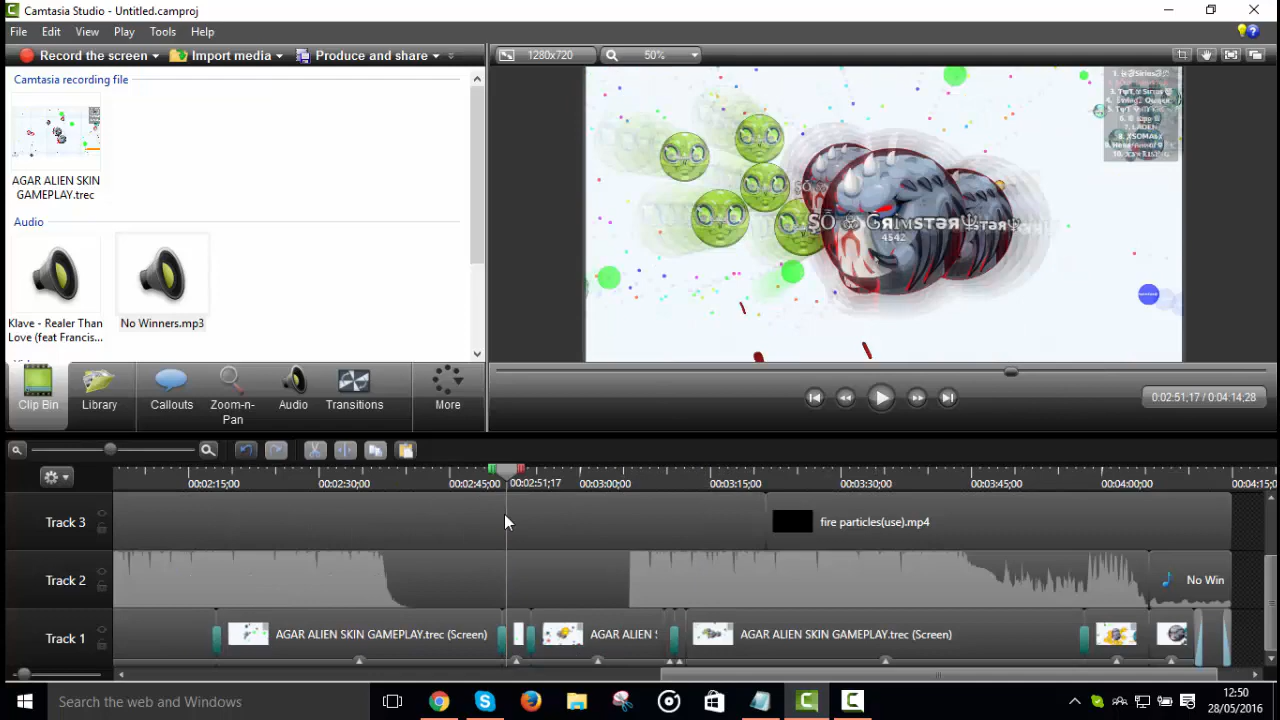 Camtasia Studio - Untitled.camproj
File Edit View Play Tools Help
Record the screen Import media Produce and share
1280x720 50%
Camtasia recording file
AGAR ALIEN SKIN
GAMEPLAY.trec
Audio
Klave - Realer Than
Love (feat Francis...
No Winners.mp3
4542
Clip Bin Library Callouts Zoom-n-
Pan Audio Transitions More
0:02:51;17 / 0:04:14;28
00:02:15;00 00:02:30;00 00:02:45;00 00:02:51;17 00:03:00;00 00:03:15;00 00:03:30;00 00:03:45;00 00:04:00;00 00:04:15;
Track 3 fire particles(use).mp4
Track 2 No Win
Track 1 AGAR ALIEN SKIN GAMEPLAY.trec (Screen) AGAR ALIEN AGAR ALIEN SKIN GAMEPLAY.trec (Screen)
Search the web and Windows
12:50
28/05/2016